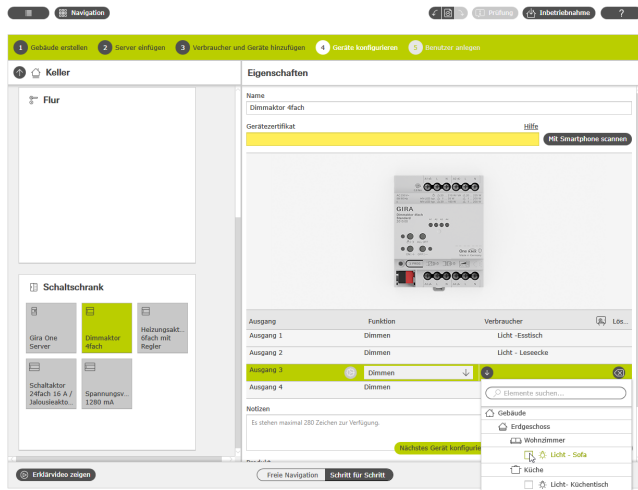 Navigation
Prüfung
Inbetriebnahme
?
1 Gebäude erstellen
2 Server einfügen
3 Verbraucher und Geräte hinzufügen
4 Geräte konfigurieren
5 Benutzer anlegen
Keller
Eigenschaften
Flur
Name
Dimmaktor 4fach
Gerätezertifikat
Hilfe
Mit Smartphone scannen
GIRA
Schaltschrank
Gira One
Server
Dimmaktor
4fach
Heizungsakt...
6fach mit
Regler
Schaltaktor
24fach 16 A /
Jalousieakto...
Spannungsv...
1280 mA
Ausgang Funktion Verbraucher Lös...
Ausgang 1 Dimmen Licht -Esstisch
Ausgang 2 Dimmen Licht - Leseecke
Ausgang 3 Dimmen
Ausgang 4 Dimmen
Elemente suchen...
Notizen
Es stehen maximal 280 Zeichen zur Verfügung.
Gebäude
Erdgeschoss
Wohnzimmer
Licht - Sofa
Küche
Licht- Küchentisch
Nächstes Gerät konfigurie
Produkt
Erklärvideo zeigen
Freie Navigation
Schritt für Schritt